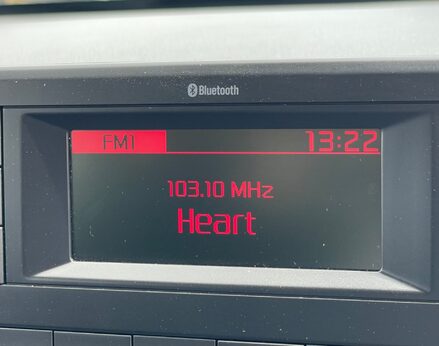 Bluetooth
FM1 13:22
103.10 MHz
Heart